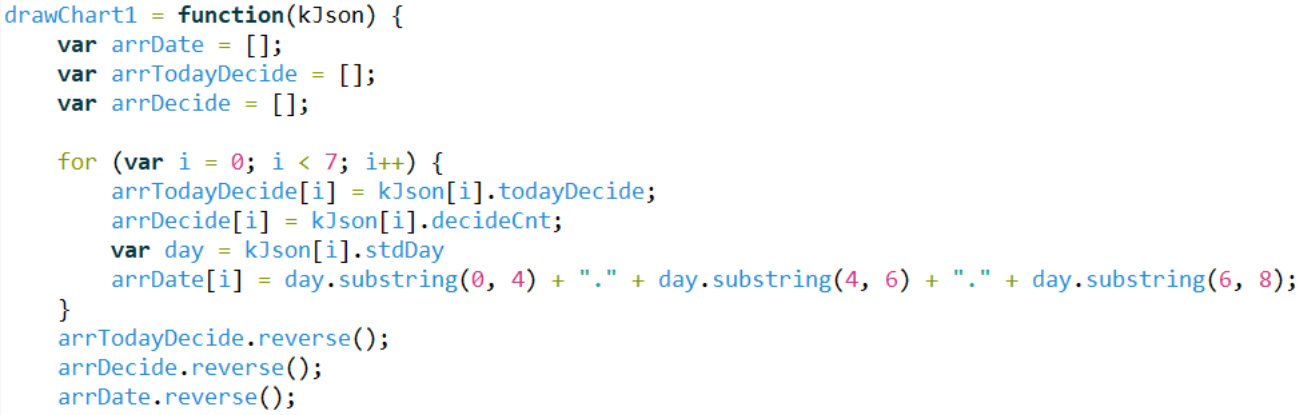 drawChart1 = function(kJson) {
    var arrDate = [];
    var arrTodayDecide = [];
    var arrDecide = [];

    for (var i = 0; i < 7; i++) {
        arrTodayDecide[i] = kJson[i].todayDecide;
        arrDecide[i] = kJson[i].decideCnt;
        var day = kJson[i].stdDay
        arrDate[i] = day.substring(0, 4) + "." + day.substring(4, 6) + "." + day.substring(6, 8);
    }
    arrTodayDecide.reverse();
    arrDecide.reverse();
    arrDate.reverse();